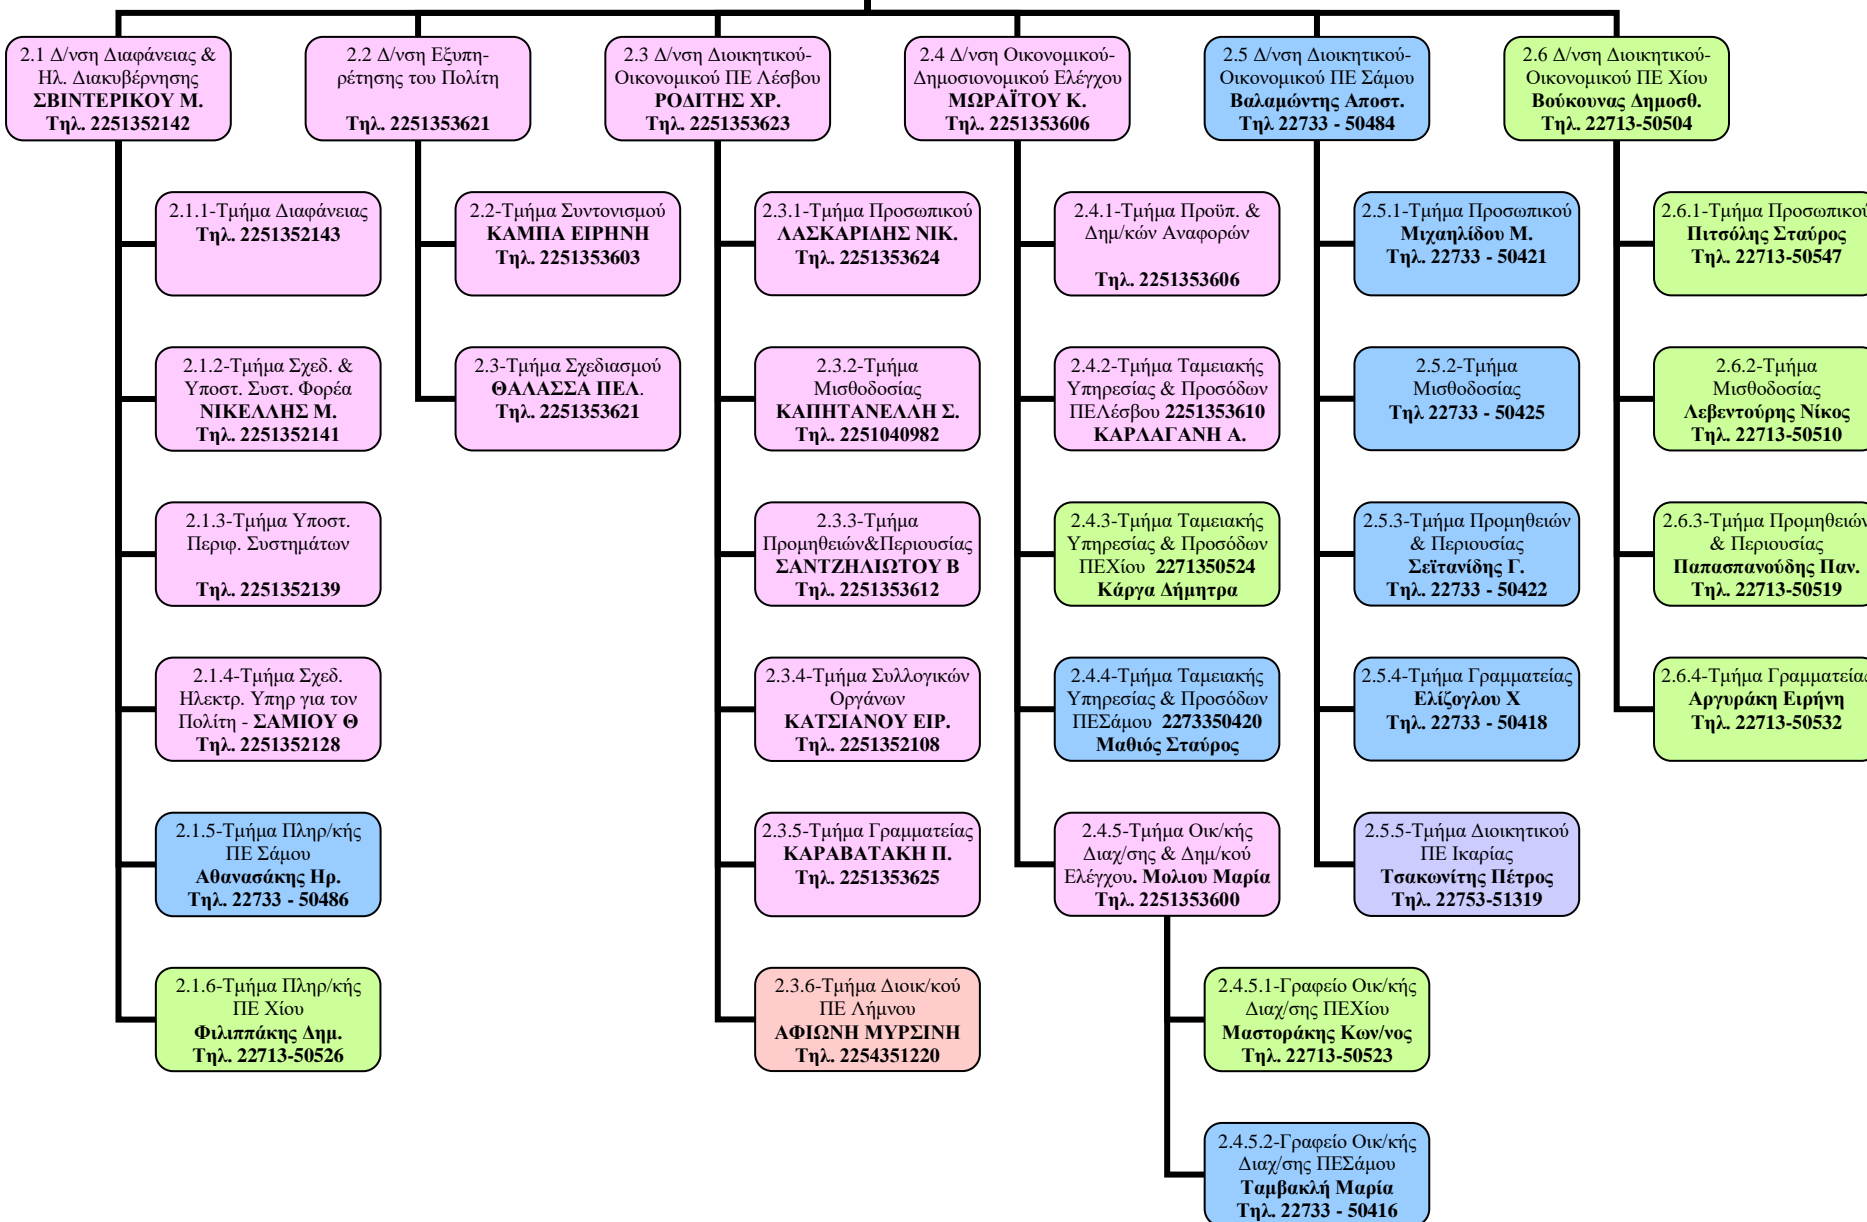 2.1 Δ/νση Διαφάνειας &
Ηλ. Διακυβέρνησης
ΣΒΙΝΤΕΡΙΚΟΥ Μ.
Τηλ. 2251352142
2.2 Δ/νση Εξυπη-
ρέτησης του Πολίτη
Τηλ. 2251353621
2.3 Δ/νση Διοικητικού-
Οικονομικού ΠΕ Λέσβου
ΡΟΔΙΤΗΣ ΧΡ.
Τηλ. 2251353623
2.4 Δ/νση Οικονομικού-
Δημοσιονομικού Ελέγχου
ΜΩΡΑΪΤΟΥ Κ.
Τηλ. 2251353606
2.5 Δ/νση Διοικητικού-
Οικονομικού ΠΕ Σάμου
Βαλαμώντης Αποστ.
Τηλ 22733 - 50484
2.6 Δ/νση Διοικητικού-
Οικονομικού ΠΕ Χίου
Βούκουνας Δημοσθ.
Τηλ. 22713-50504
2.1.1-Τμήμα Διαφάνειας
Τηλ. 2251352143
2.2-Τμήμα Συντονισμού
ΚΑΜΠΑ ΕΙΡΗΝΗ
Τηλ. 2251353603
2.3.1-Τμήμα Προσωπικού
ΛΑΣΚΑΡΙΔΗΣ ΝΙΚ.
Τηλ. 2251353624
2.4.1-Τμήμα Προϋπ. &
Δημ/κών Αναφορών
Τηλ. 2251353606
2.5.1-Τμήμα Προσωπικού
Μιχαηλίδου Μ.
Τηλ. 22733 - 50421
2.6.1-Τμήμα Προσωπικού
Πιτσόλης Σταύρος
Τηλ. 22713-50547
2.1.2-Τμήμα Σχεδ. &
Υποστ. Συστ. Φορέα
ΝΙΚΕΛΛΗΣ Μ.
Τηλ. 2251352141
2.3-Τμήμα Σχεδιασμού
ΘΑΛΑΣΣΑ ΠΕΛ.
Τηλ. 2251353621
2.3.2-Τμήμα
Μισθοδοσίας
ΚΑΠΗΤΑΝΕΛΛΗ Σ.
Τηλ. 2251040982
2.4.2-Τμήμα Ταμειακής
Υπηρεσίας & Προσόδων
ΠΕΛέσβου 2251353610
ΚΑΡΛΑΓΑΝΗ Α.
2.5.2-Τμήμα
Μισθοδοσίας
Τηλ 22733 - 50425
2.6.2-Τμήμα
Μισθοδοσίας
Λεβεντούρης Νίκος
Τηλ. 22713-50510
2.1.3-Τμήμα Υποστ.
Περιφ. Συστημάτων
Τηλ. 2251352139
2.3.3-Τμήμα
Προμηθειών&Περιουσίας
ΣΑΝΤΖΗΛΙΩΤΟΥ Β
Τηλ. 2251353612
2.4.3-Τμήμα Ταμειακής
Υπηρεσίας & Προσόδων
ΠΕΧίου 2271350524
Κάργα Δήμητρα
2.5.3-Τμήμα Προμηθειών
& Περιουσίας
Σεϊτανίδης Γ.
Τηλ. 22733 - 50422
2.6.3-Τμήμα Προμηθειών
& Περιουσίας
Παπασπανούδης Παν.
Τηλ. 22713-50519
2.1.4-Τμήμα Σχεδ.
Ηλεκτρ. Υπηρ για τον
Πολίτη - ΣΑΜΙΟΥ Θ
Τηλ. 2251352128
2.3.4-Τμήμα Συλλογικών
Οργάνων
ΚΑΤΣΙΑΝΟΥ ΕΙΡ.
Τηλ. 2251352108
2.4.4-Τμήμα Ταμειακής
Υπηρεσίας & Προσόδων
ΠΕΣάμου 2273350420
Μαθιός Σταύρος
2.5.4-Τμήμα Γραμματείας
Ελίζογλου Χ
Τηλ. 22733 - 50418
2.6.4-Τμήμα Γραμματείας
Αργυράκη Ειρήνη
Τηλ. 22713-50532
2.1.5-Τμήμα Πληρ/κής
ΠΕ Σάμου
Αθανασάκης Ηρ.
Τηλ. 22733 - 50486
2.3.5-Τμήμα Γραμματείας
ΚΑΡΑΒΑΤΑΚΗ Π.
Τηλ. 2251353625
2.4.5-Τμήμα Οικ/κής
Διαχ/σης & Δημ/κού
Ελέγχου. Μολιου Μαρία
Τηλ. 2251353600
2.5.5-Τμήμα Διοικητικού
ΠΕ Ικαρίας
Τσακωνίτης Πέτρος
Τηλ. 22753-51319
2.1.6-Τμήμα Πληρ/κής
ΠΕ Χίου
Φιλιππάκης Δημ.
Τηλ. 22713-50526
2.3.6-Τμήμα Διοικ/κού
ΠΕ Λήμνου
ΑΦΙΩΝΗ ΜΥΡΣΙΝΗ
Τηλ. 2254351220
2.4.5.1-Γραφείο Οικ/κής
Διαχ/σης ΠΕΧίου
Μαστοράκης Κων/νος
Τηλ. 22713-50523
2.4.5.2-Γραφείο Οικ/κής
Διαχ/σης ΠΕΣάμου
Ταμβακλή Μαρία
Τηλ. 22733 - 50416